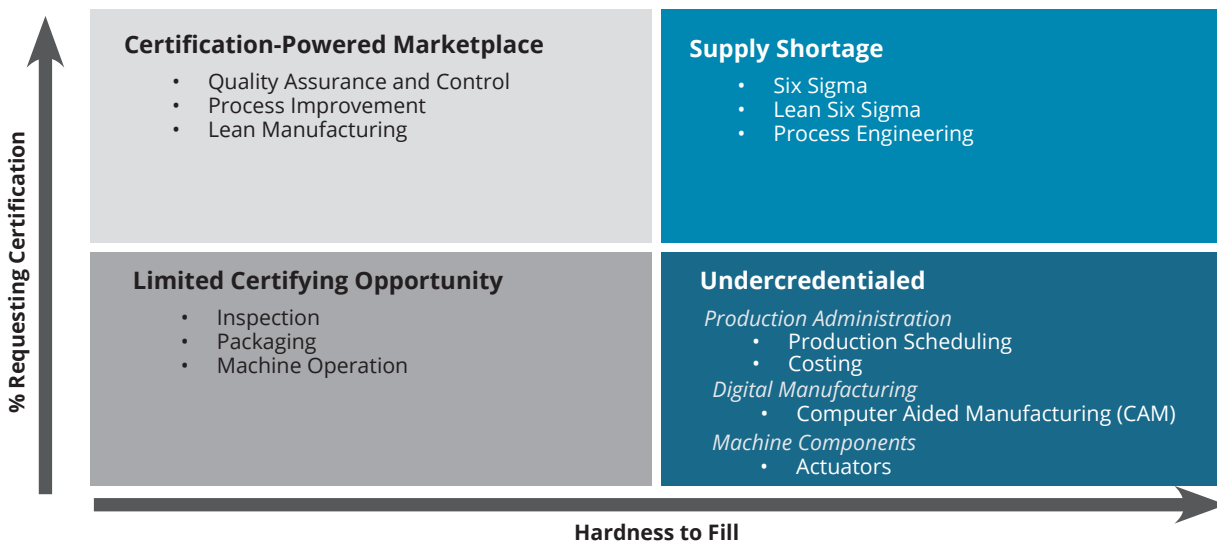 % Requesting Certification
Certification-Powered Marketplace
• Quality Assurance and Control
• Process Improvement
• Lean Manufacturing
Supply Shortage
• Six Sigma
• Lean Six Sigma
• Process Engineering
Limited Certifying Opportunity
• Inspection
• Packaging
• Machine Operation
Undercredentialed
Production Administration
• Production Scheduling
• Costing
Digital Manufacturing
• Computer Aided Manufacturing (CAM)
Machine Components
• Actuators
Hardness to Fill